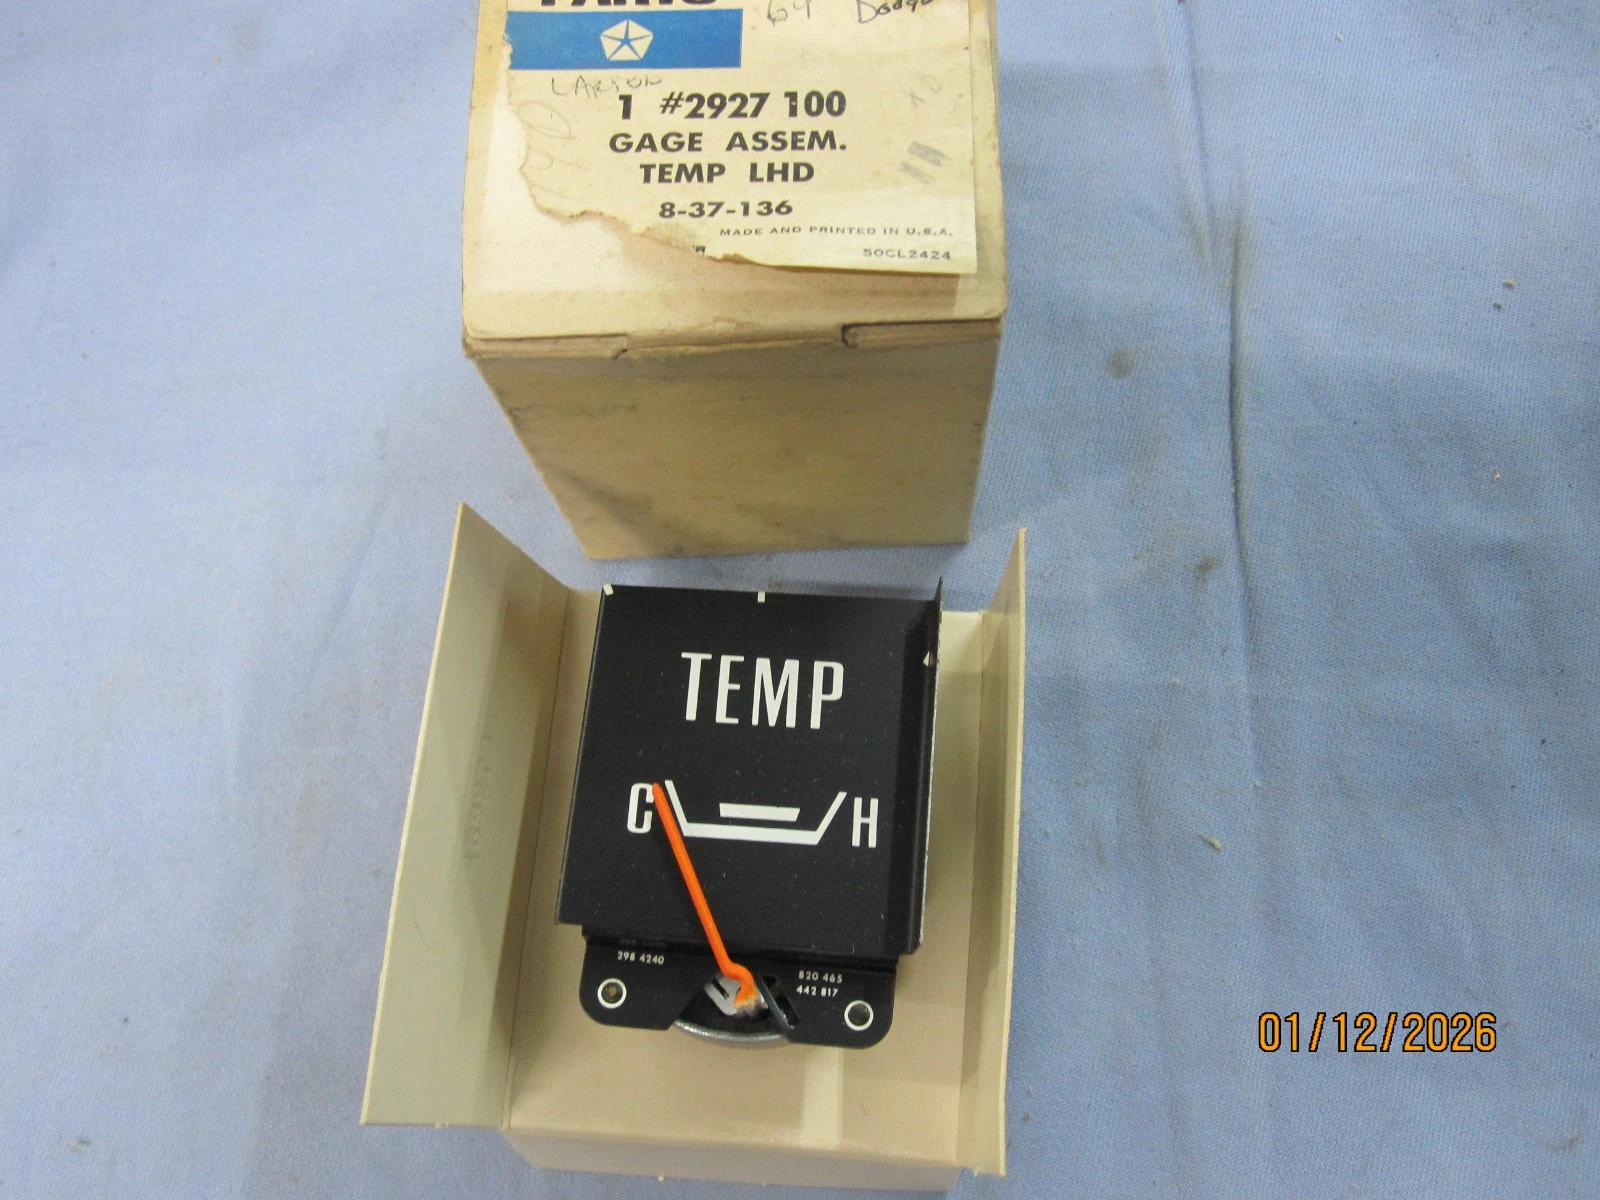 69 Dodge
LARSON
1 #2927 100
GAGE ASSEM.
TEMP LHD
8-37-136
MADE AND PRINTED IN U.S.A.
50CL2424
TEMP
C H
298 4240
820 465
442 817
01/12/2026